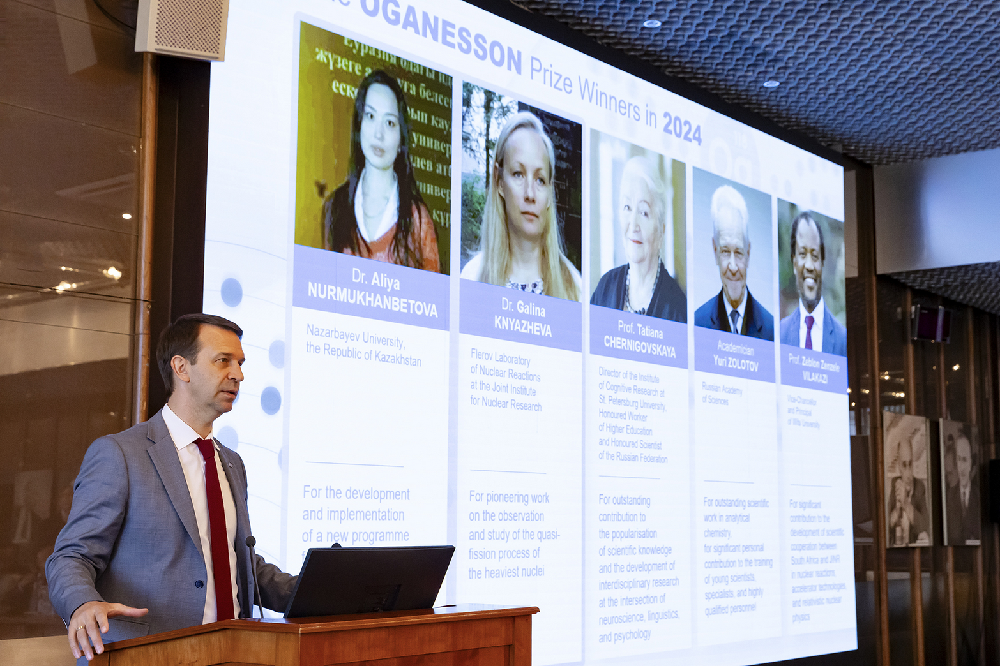 OGANESSON Prize Winners in 2024
Еуразия
жүзеге
белсен
қау
универ
Dr. Aliya
NURMUKHANBETOVA
Nazarbayev University,
the Republic of Kazakhstan
For the development
and implementation
of a new programme
Dr. Galina
KNYAZHEVA
Flerov Laboratory
of Nuclear Reactions
at the Joint Institute
for Nuclear Research
For pioneering work
on the observation
and study of the quasi-
fission process of
the heaviest nuclei
Prof. Tatiana
CHERNIGOVSKAYA
Director of the Institute
of Cognitive Research at
St. Petersburg University,
Honoured Worker
of Higher Education
and Honoured Scientist
of the Russian Federation
For outstanding
contribution to
the popularisation
of scientific knowledge
and the development of
interdisciplinary research
at the intersection of
neuroscience, linguistics,
and psychology
Academician
Yuri ZOLOTOV
Russian Academy
of Sciences
For outstanding scientific
work in analytical
chemistry,
for significant personal
contribution to the training
of young scientists,
specialists, and highly
qualified personnel
Prof. Zeblon Zenzele
VILAKAZI
Vice-Chancellor
and Principal
of Wits University
For significant
contribution to the
development of scientific
cooperation between
South Africa and JINR
in nuclear reactions,
accelerator technologies,
and relativistic nuclear
physics
Og